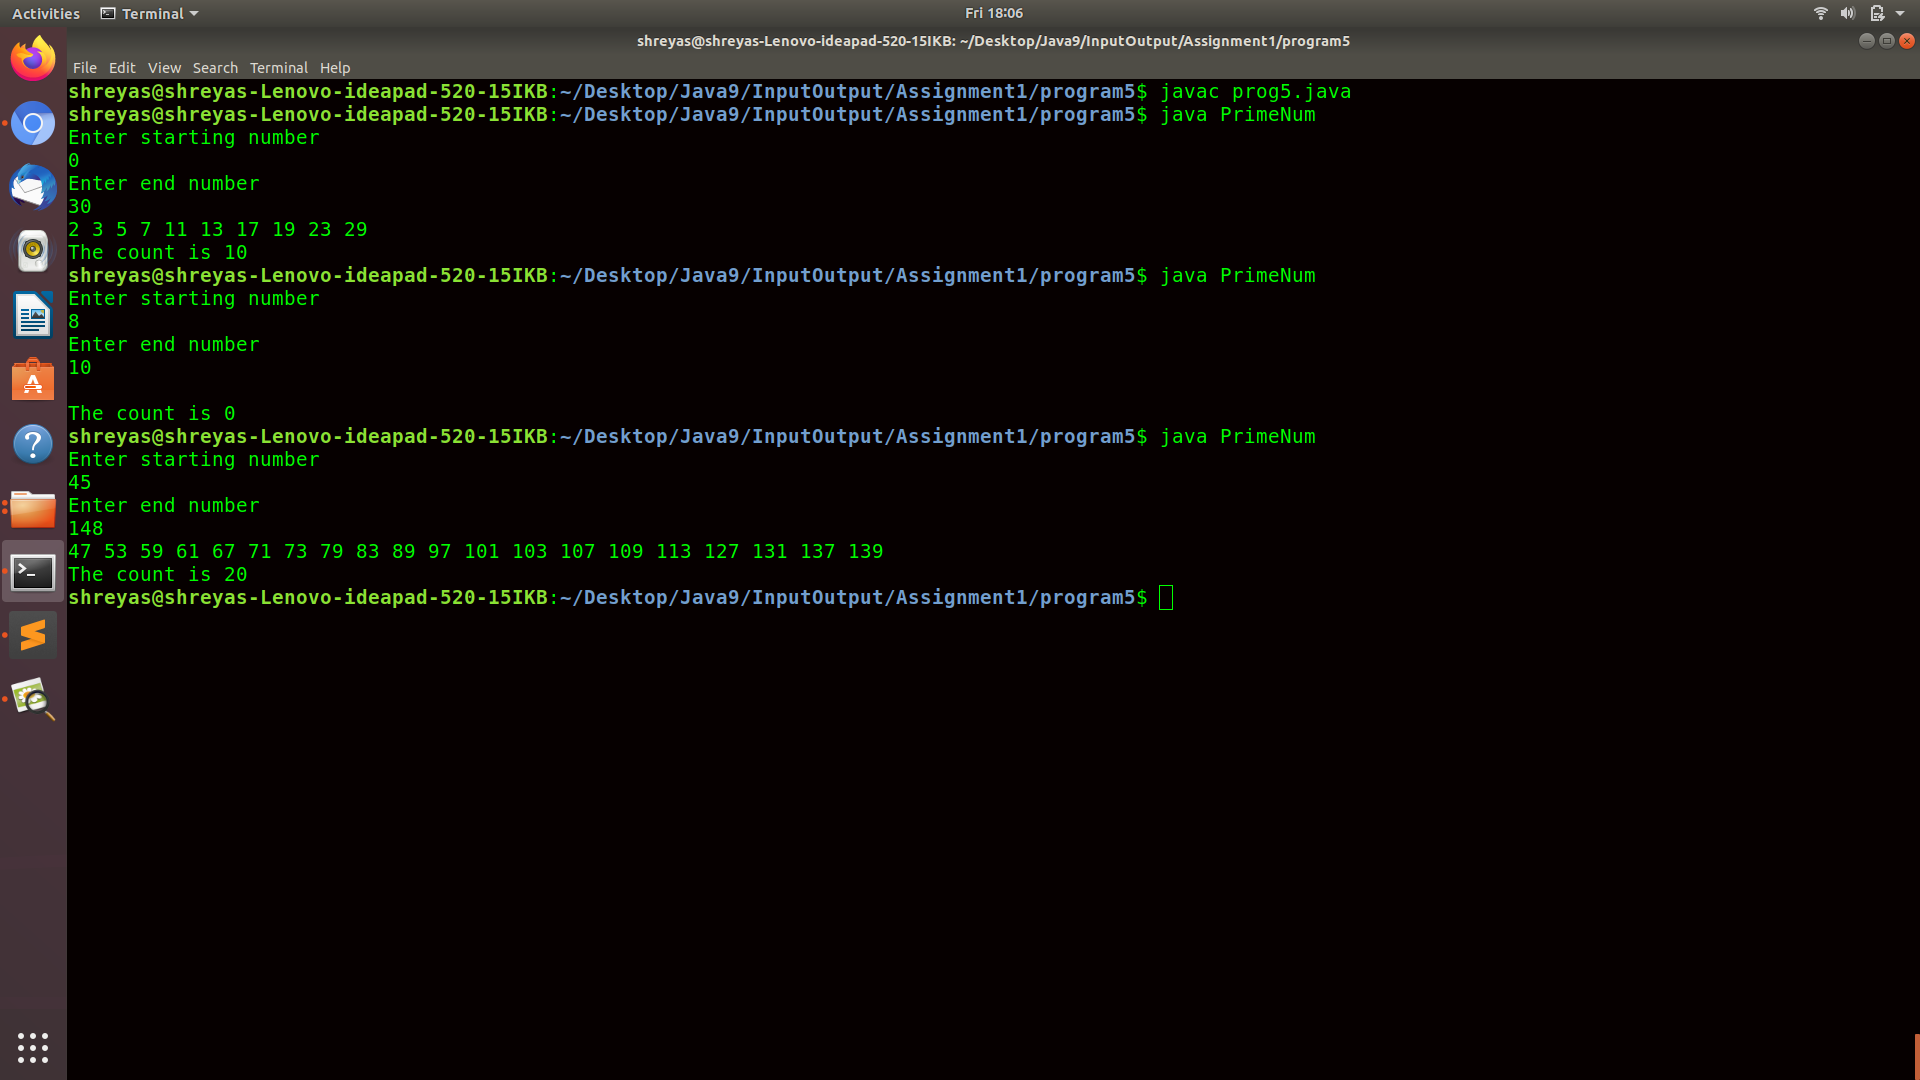 Activities Terminal Fri 18:06
shreyas@shreyas-Lenovo-ideapad-520-15IKB: ~/Desktop/Java9/InputOutput/Assignment1/program5
File Edit View Search Terminal Help
shreyas@shreyas-Lenovo-ideapad-520-15IKB:~/Desktop/Java9/InputOutput/Assignment1/program5$ javac prog5.java
shreyas@shreyas-Lenovo-ideapad-520-15IKB:~/Desktop/Java9/InputOutput/Assignment1/program5$ java PrimeNum
Enter starting number
0
Enter end number
30
2 3 5 7 11 13 17 19 23 29
The count is 10
shreyas@shreyas-Lenovo-ideapad-520-15IKB:~/Desktop/Java9/InputOutput/Assignment1/program5$ java PrimeNum
Enter starting number
8
Enter end number
10
The count is 0
shreyas@shreyas-Lenovo-ideapad-520-15IKB:~/Desktop/Java9/InputOutput/Assignment1/program5$ java PrimeNum
Enter starting number
45
Enter end number
148
47 53 59 61 67 71 73 79 83 89 97 101 103 107 109 113 127 131 137 139
The count is 20
shreyas@shreyas-Lenovo-ideapad-520-15IKB:~/Desktop/Java9/InputOutput/Assignment1/program5$